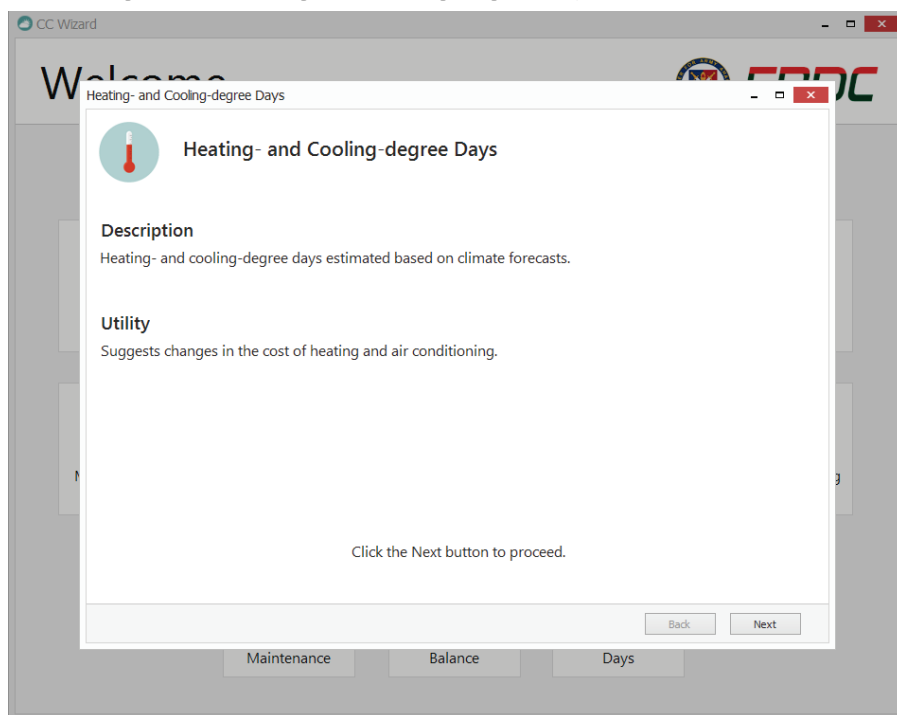 CC Wizard
Heating- and Cooling-degree Days
Heating- and Cooling-degree Days
Description
Heating- and cooling-degree days estimated based on climate forecasts.
Utility
Suggests changes in the cost of heating and air conditioning.
Click the Next button to proceed.
Back Next
Maintenance Balance Days